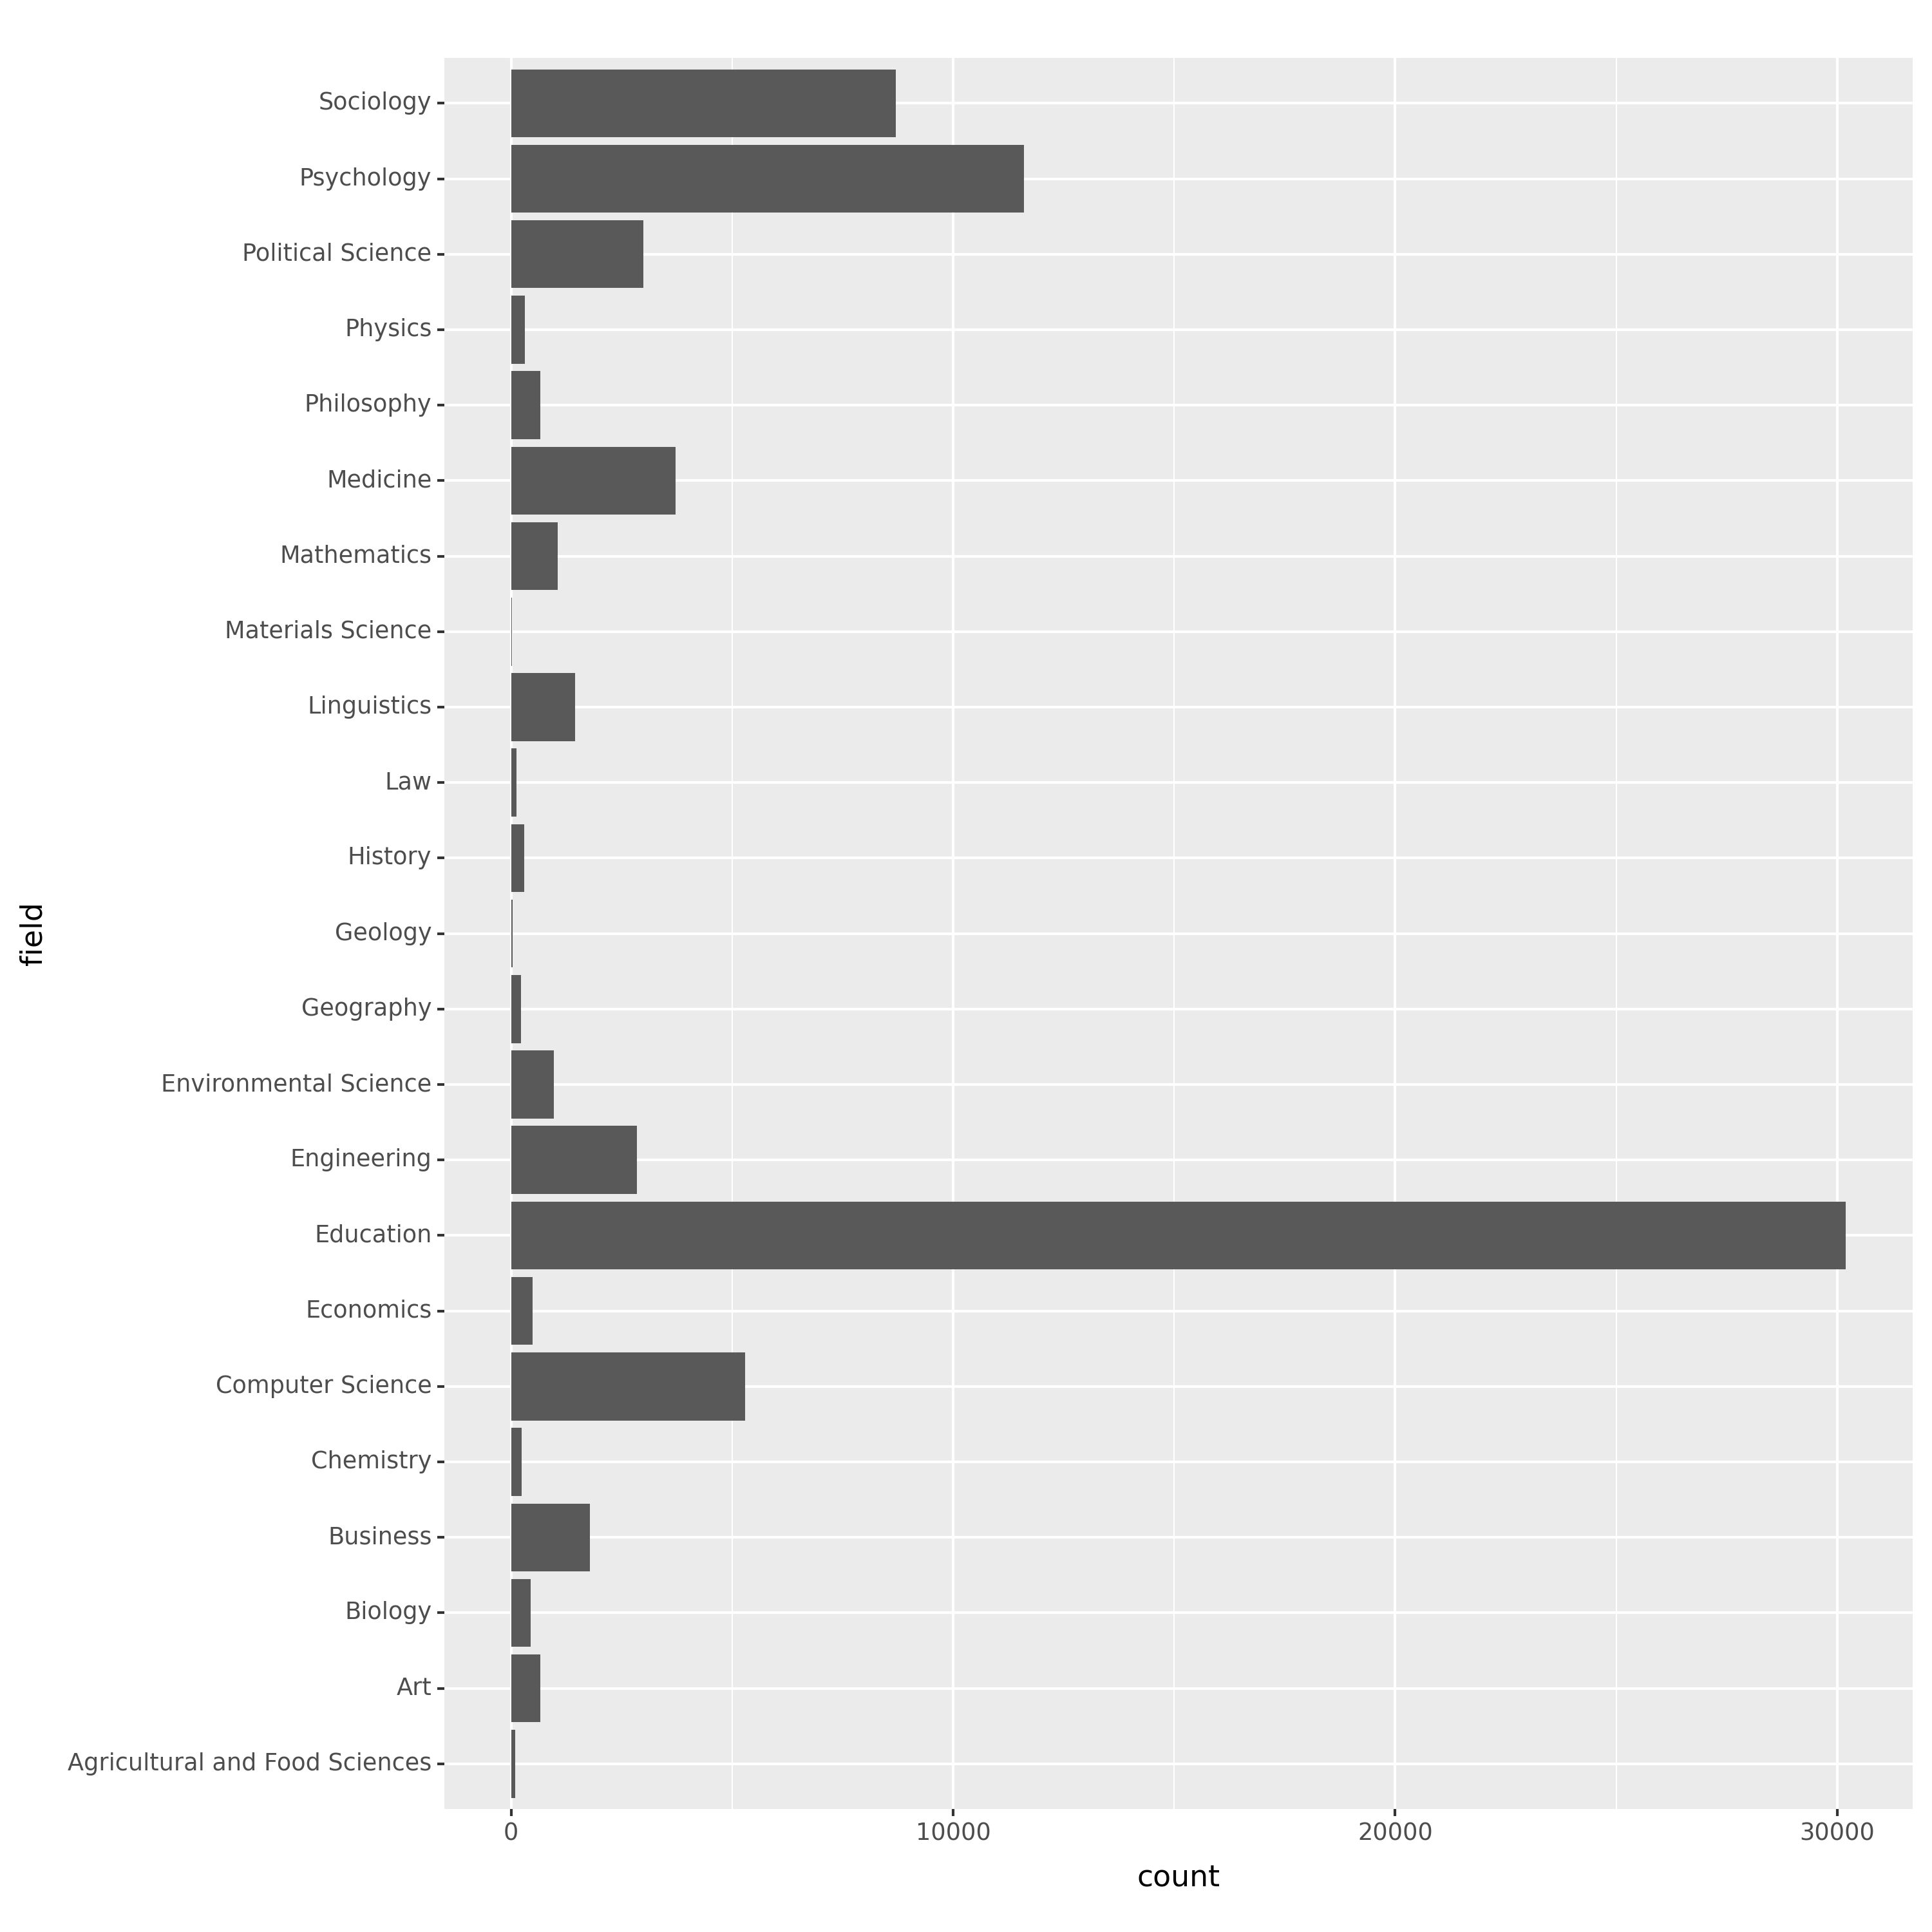 Sociology
Psychology
Political Science
Physics
Philosophy
Medicine
Mathematics
Materials Science
Linguistics
Law
History
Geology
Geography
Environmental Science
Engineering
Education
Economics
Computer Science
Chemistry
Business
Biology
Art
Agricultural and Food Sciences
field
0 10000 20000 30000
count